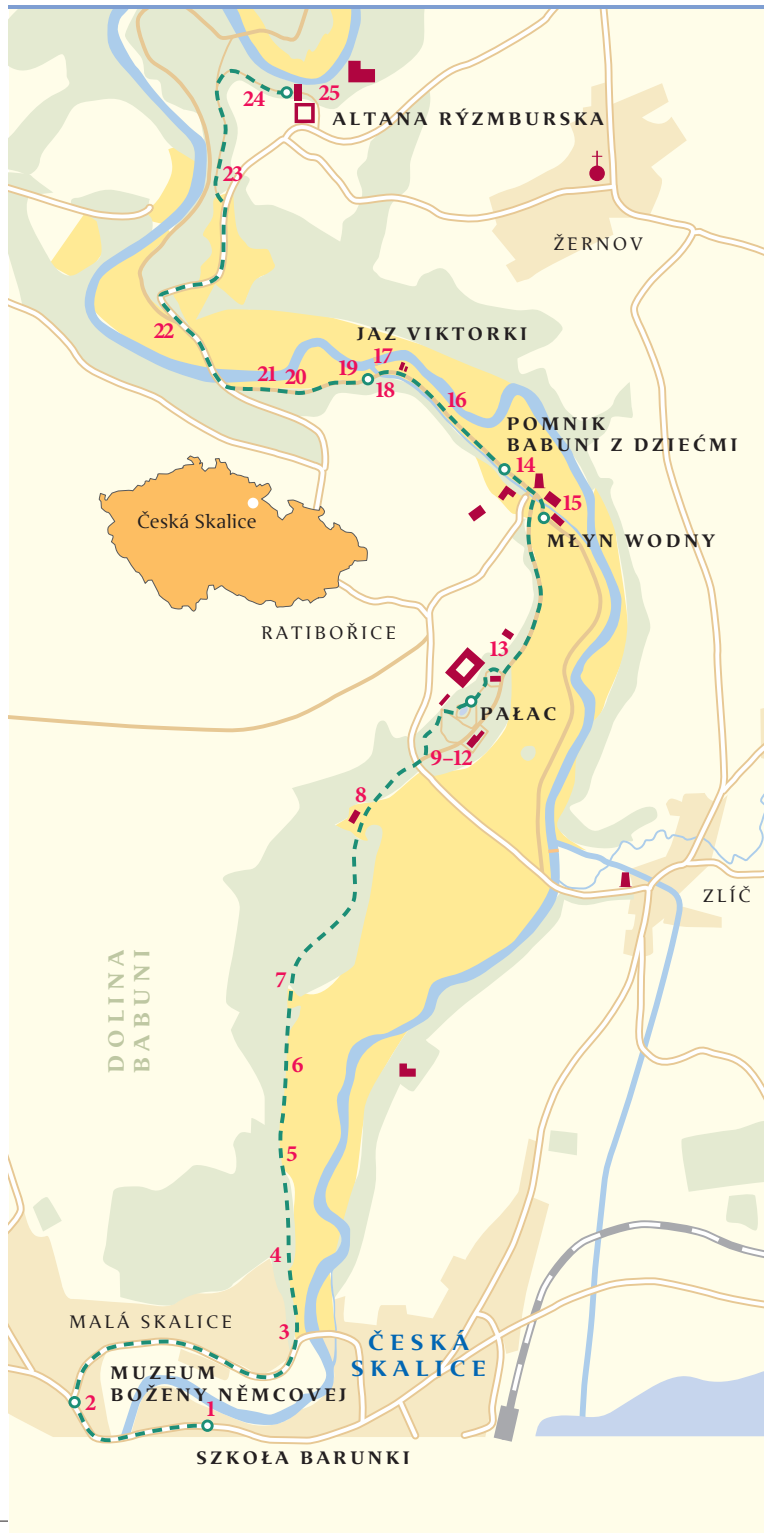 24
25
ALTANA RÝZMBURSKA
23
ŽERNOV
22
JAZ VIKTORKI
17
21
20
19
18
16
POMNIK
BABUNI Z DZIEĆMI
14
15
MŁYN WODNY
Česká Skalice
RATIBOŘICE
13
PAŁAC
9–12
8
ZLÍČ
DOLINA
BABUNI
7
6
5
4
MALÁ SKALICE
3
ČESKÁ
SKALICE
MUZEUM
BOŽENY NĚMCOVEJ
2
1
SZKOŁA BARUNKI